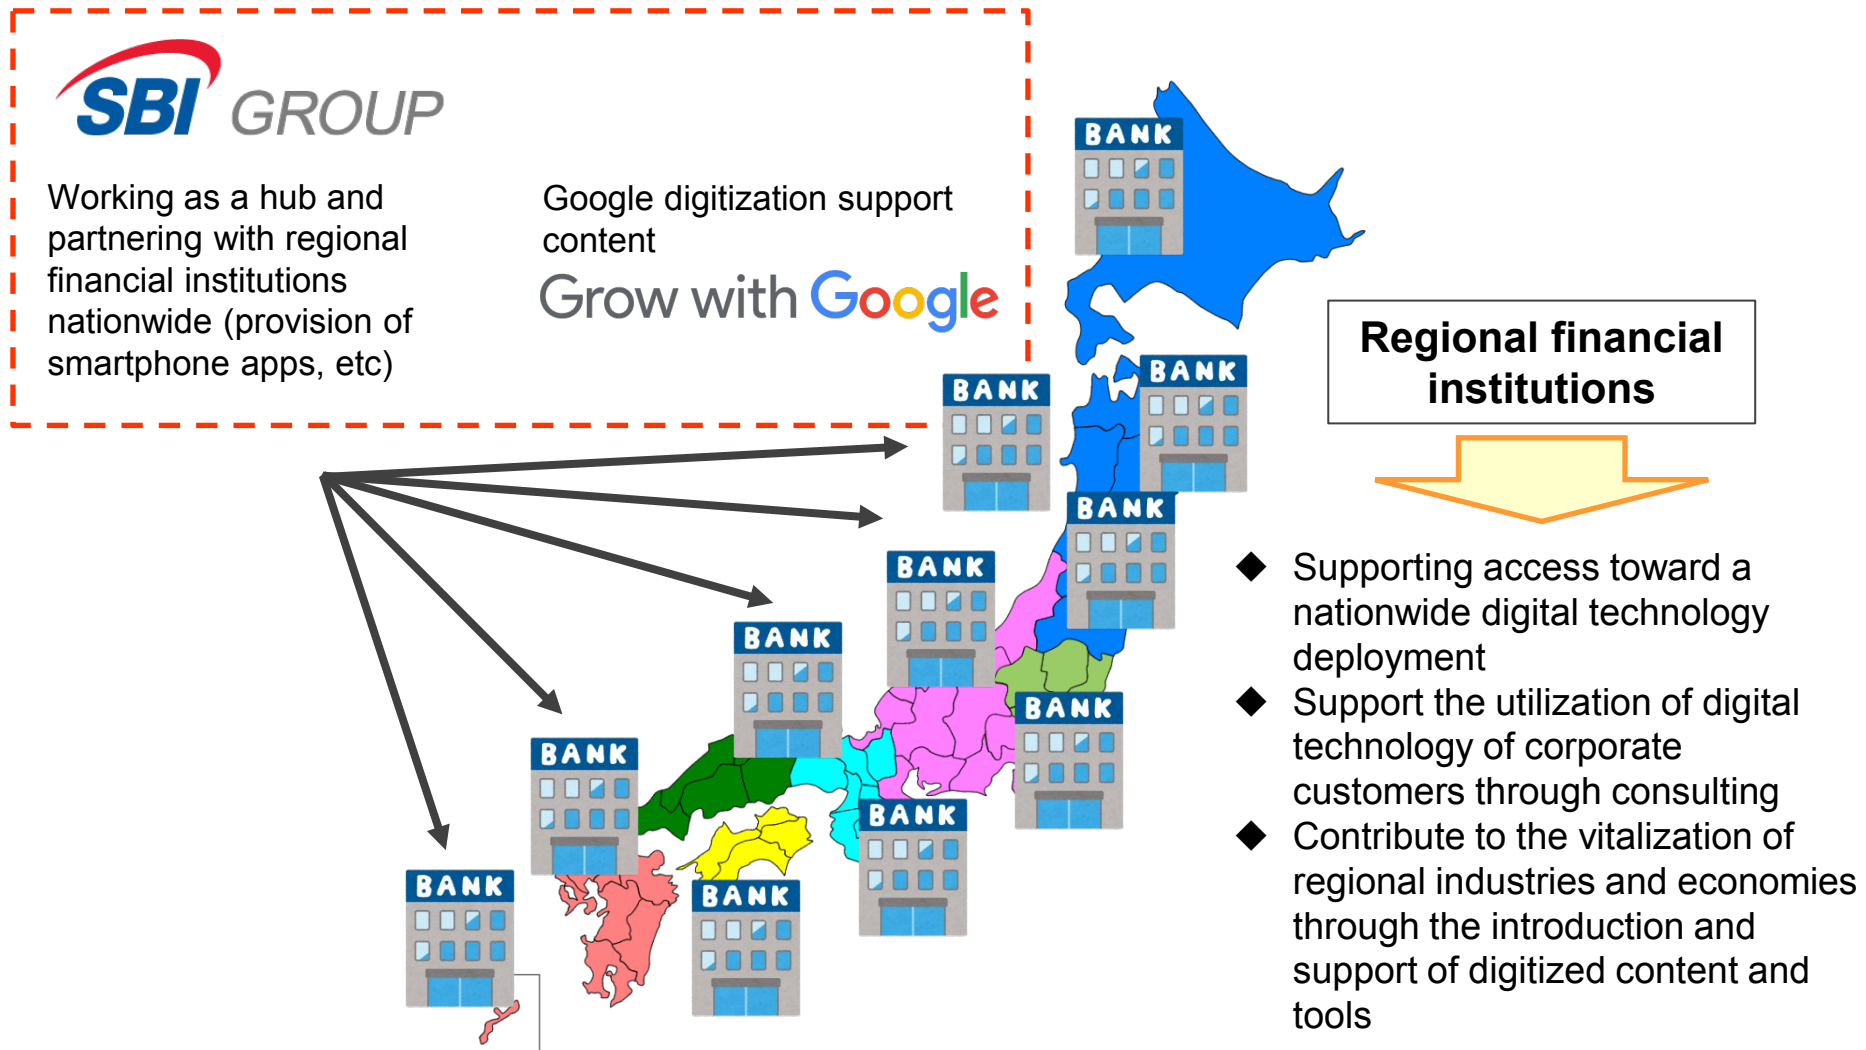 SBI GROUP
Working as a hub and
partnering with regional
financial institutions
nationwide (provision of
smartphone apps, etc)
Google digitization support
content
Grow with Google
BANK
BANK
BANK
BANK
BANK
BANK
BANK
BANK
BANK
BANK
BANK
Regional financial
institutions
◆ Supporting access toward a
nationwide digital technology
deployment
◆ Support the utilization of digital
technology of corporate
customers through consulting
◆ Contribute to the vitalization of
regional industries and economies
through the introduction and
support of digitized content and
tools